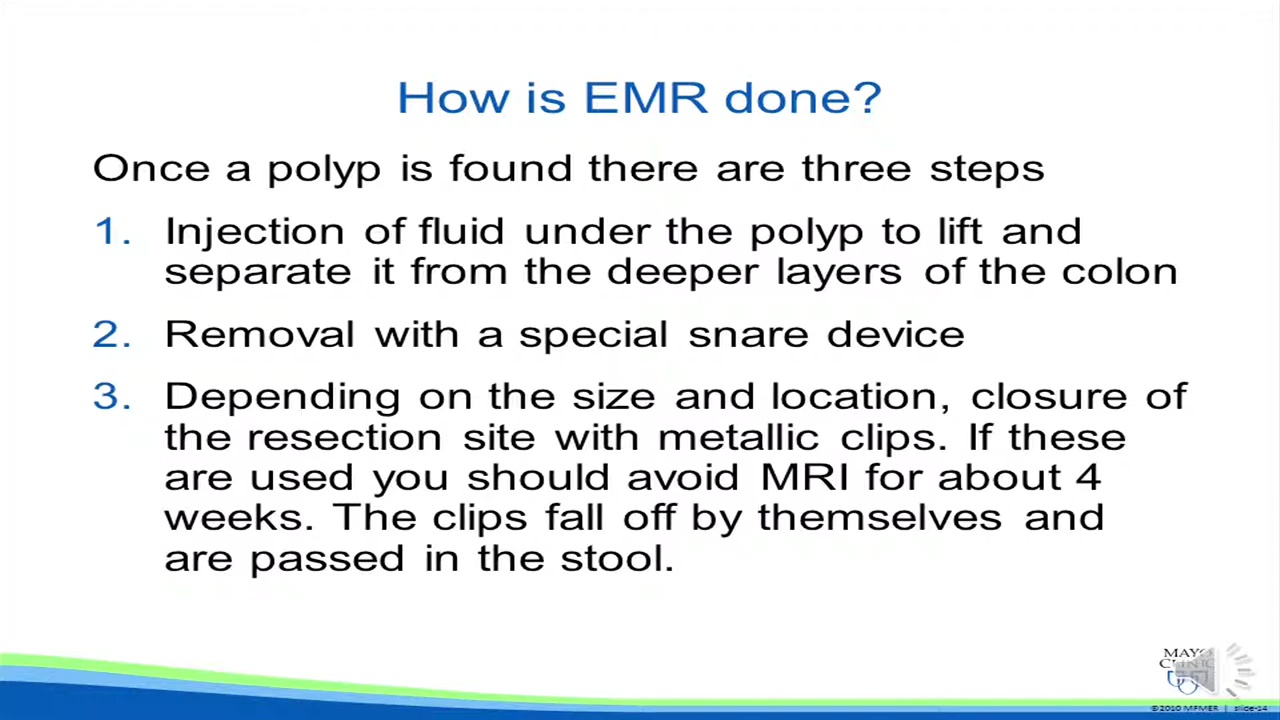 How is EMR done?
Once a polyp is found there are three steps
1. Injection of fluid under the polyp to lift and
separate it from the deeper layers of the colon
2. Removal with a special snare device
3. Depending on the size and location, closure of
the resection site with metallic clips. If these
are used you should avoid MRI for about 4
weeks. The clips fall off by themselves and
are passed in the stool.
MAYO
CLINIC
©2010 MFMER | slide-14